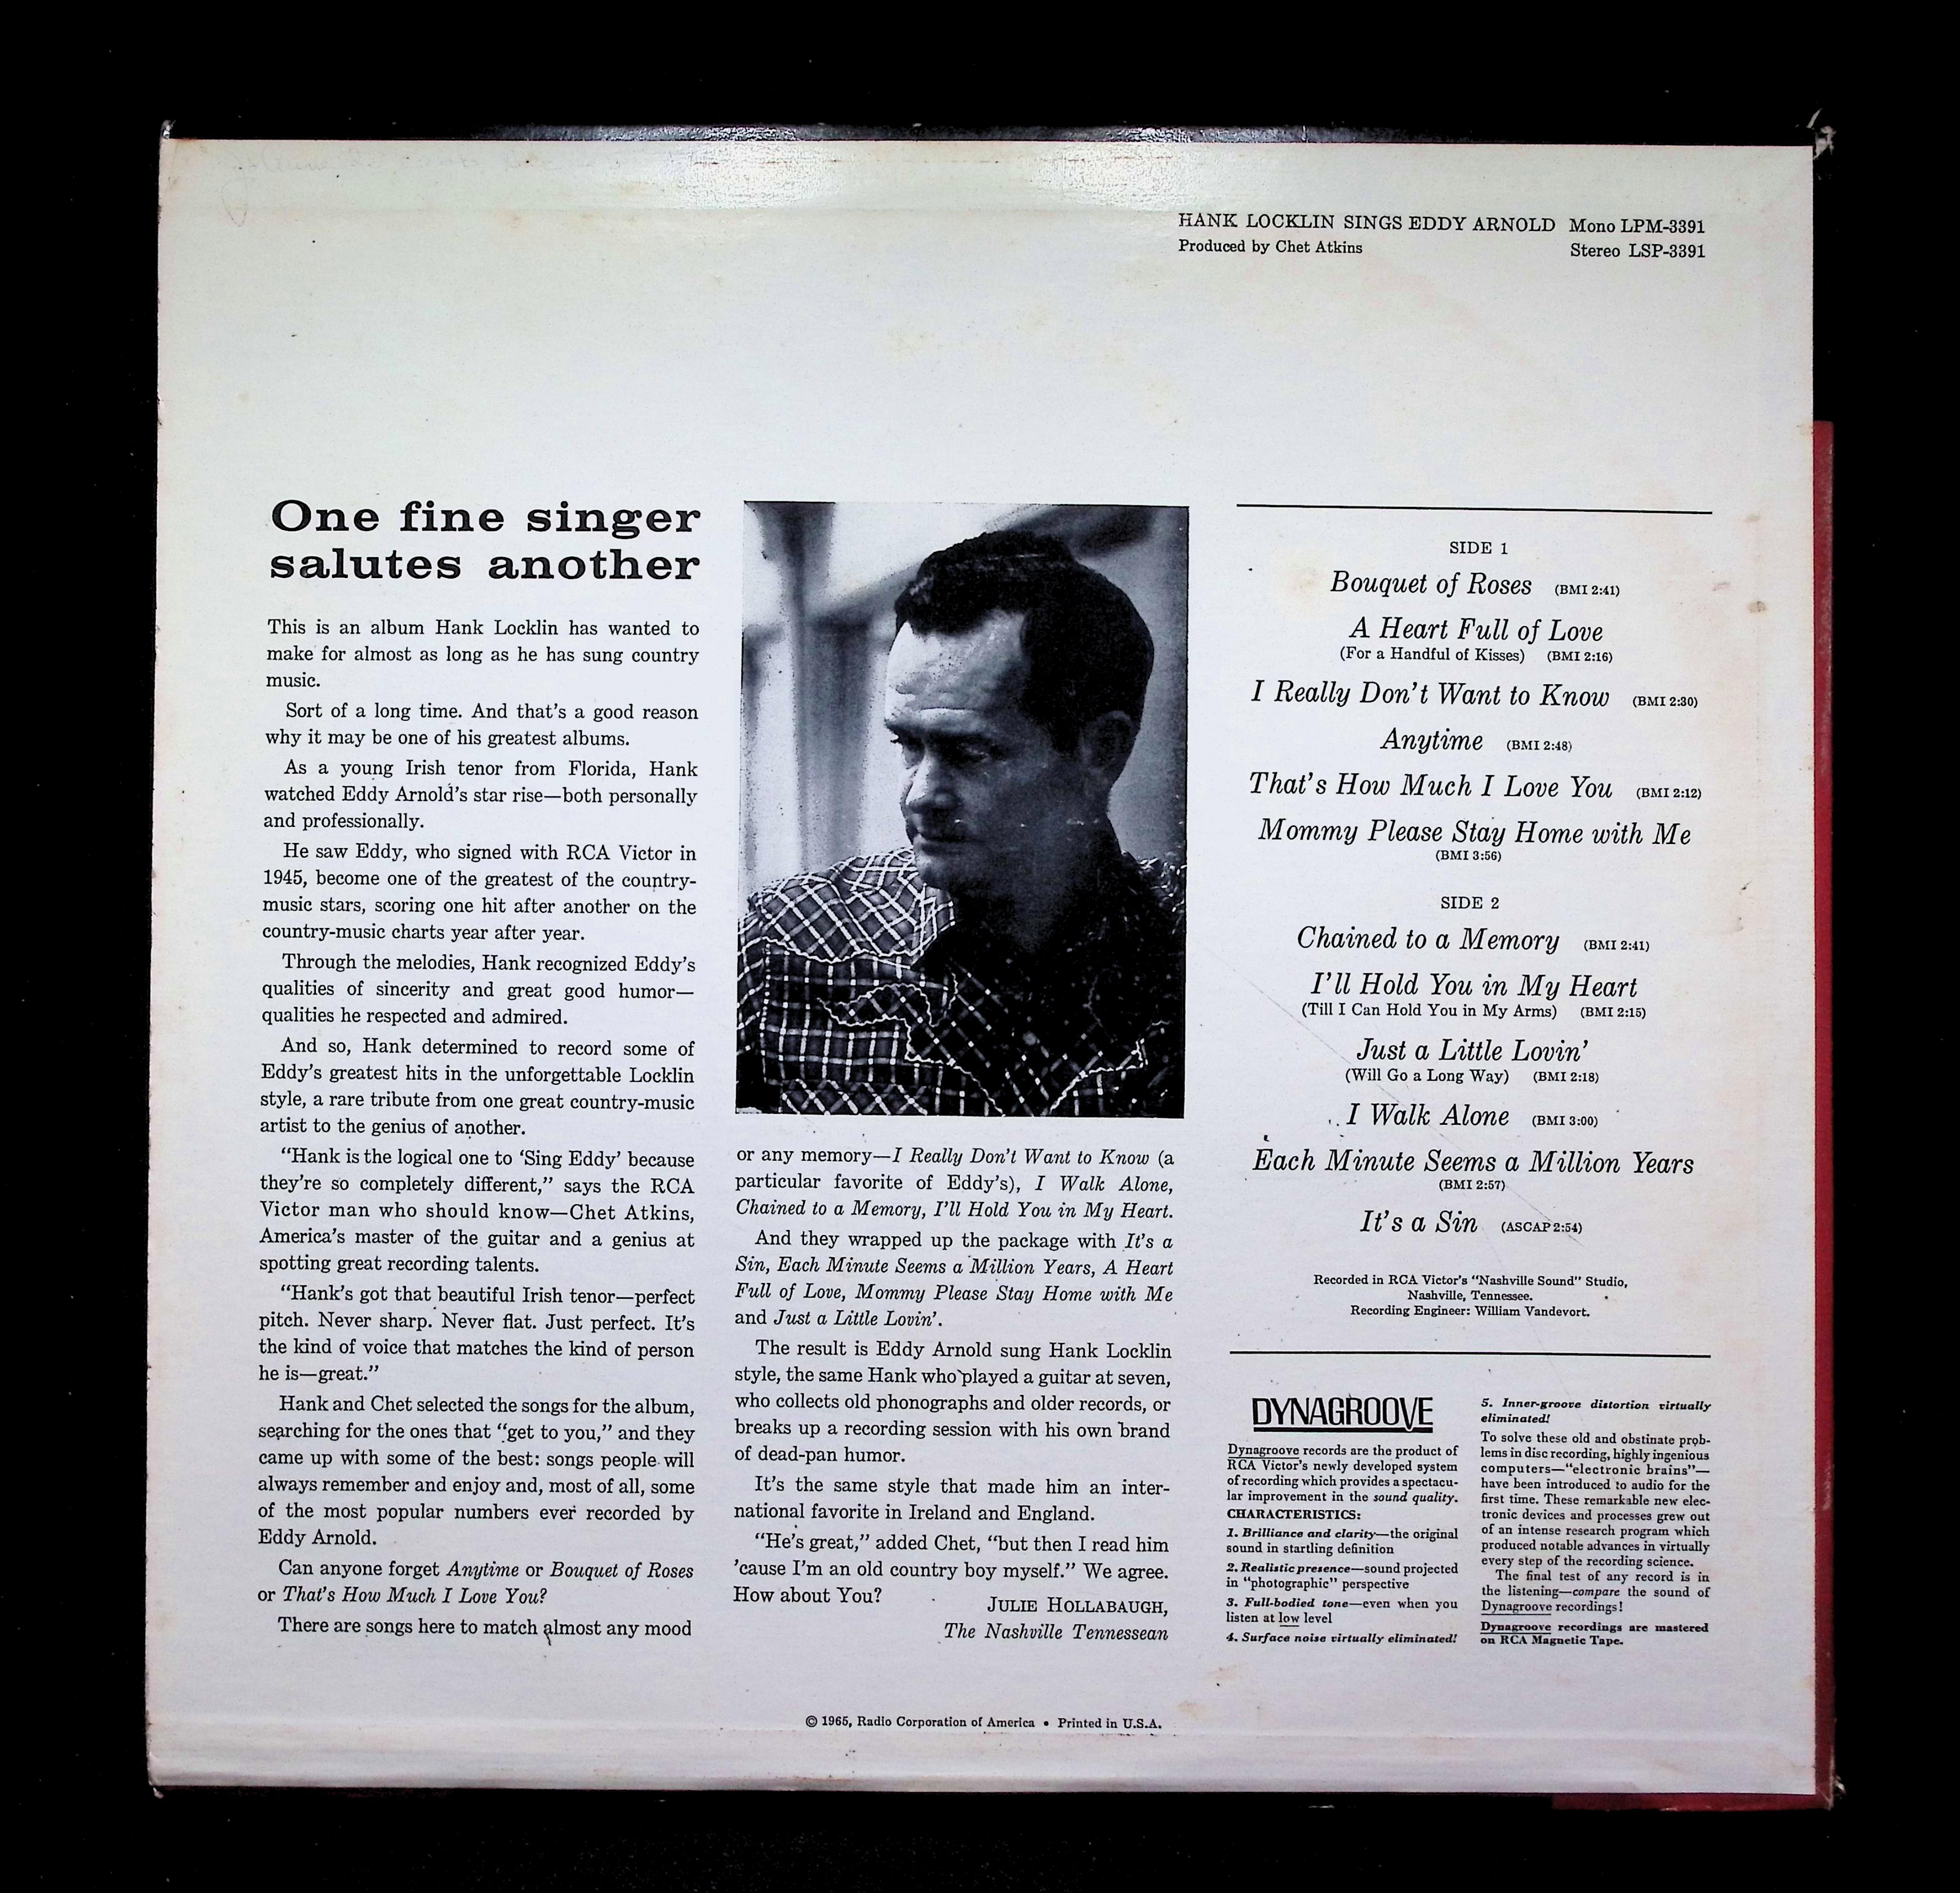 HANK LOCKLIN SINGS EDDY ARNOLD Mono LPM-3391
Produced by Chet Atkins Stereo LSP-3391
One fine singer
salutes another
This is an album Hank Locklin has wanted to
make for almost as long as he has sung country
music.
Sort of a long time. And that's a good reason
why it may be one of his greatest albums.
As a young Irish tenor from Florida, Hank
watched Eddy Arnold's star rise—both personally
and professionally.
He saw Eddy, who signed with RCA Victor in
1945, become one of the greatest of the country-
music stars, scoring one hit after another on the
country-music charts year after year.
Through the melodies, Hank recognized Eddy's
qualities of sincerity and great good humor—
qualities he respected and admired.
And so, Hank determined to record some of
Eddy's greatest hits in the unforgettable Locklin
style, a rare tribute from one great country-music
artist to the genius of another.
"Hank is the logical one to 'Sing Eddy' because
they're so completely different," says the RCA
Victor man who should know—Chet Atkins,
America's master of the guitar and a genius at
spotting great recording talents.
"Hank's got that beautiful Irish tenor—perfect
pitch. Never sharp. Never flat. Just perfect. It's
the kind of voice that matches the kind of person
he is—great."
Hank and Chet selected the songs for the album,
searching for the ones that "get to you," and they
came up with some of the best: songs people will
always remember and enjoy and, most of all, some
of the most popular numbers ever recorded by
Eddy Arnold.
Can anyone forget Anytime or Bouquet of Roses
or That's How Much I Love You?
There are songs here to match almost any mood
or any memory—I Really Don't Want to Know (a
particular favorite of Eddy's), I Walk Alone,
Chained to a Memory, I'll Hold You in My Heart.
And they wrapped up the package with It's a
Sin, Each Minute Seems a Million Years, A Heart
Full of Love, Mommy Please Stay Home with Me
and Just a Little Lovin'.
The result is Eddy Arnold sung Hank Locklin
style, the same Hank who played a guitar at seven,
who collects old phonographs and older records, or
breaks up a recording session with his own brand
of dead-pan humor.
It's the same style that made him an inter-
national favorite in Ireland and England.
"He's great," added Chet, "but then I read him
'cause I'm an old country boy myself." We agree.
How about You?
JULIE HOLLABAUGH,
The Nashville Tennessean
SIDE 1
Bouquet of Roses (BMI 2:41)
A Heart Full of Love
(For a Handful of Kisses) (BMI 2:16)
I Really Don't Want to Know (BMI 2:30)
Anytime (BMI 2:48)
That's How Much I Love You (BMI 2:12)
Mommy Please Stay Home with Me
(BMI 3:56)
SIDE 2
Chained to a Memory (BMI 2:41)
I'll Hold You in My Heart
(Till I Can Hold You in My Arms) (BMI 2:15)
Just a Little Lovin'
(Will Go a Long Way) (BMI 2:18)
I Walk Alone (BMI 3:00)
Each Minute Seems a Million Years
(BMI 2:57)
It's a Sin (ASCAP 2:54)
Recorded in RCA Victor's "Nashville Sound" Studio,
Nashville, Tennessee.
Recording Engineer: William Vandevort.
DYNAGROOVE
Dynagroove records are the product of
RCA Victor's newly developed system
of recording which provides a spectacu-
lar improvement in the sound quality.
CHARACTERISTICS:
1. Brilliance and clarity—the original
sound in startling definition
2. Realistic presence—sound projected
in "photographic" perspective
3. Full-bodied tone—even when you
listen at low level
4. Surface noise virtually eliminated!
5. Inner-groove distortion virtually
eliminated!
To solve these old and obstinate prob-
lems in disc recording, highly ingenious
computers—"electronic brains"—
have been introduced to audio for the
first time. These remarkable new elec-
tronic devices and processes grew out
of an intense research program which
produced notable advances in virtually
every step of the recording science.
The final test of any record is in
the listening—compare the sound of
Dynagroove recordings!
Dynagroove recordings are mastered
on RCA Magnetic Tape.
© 1965, Radio Corporation of America • Printed in U.S.A.